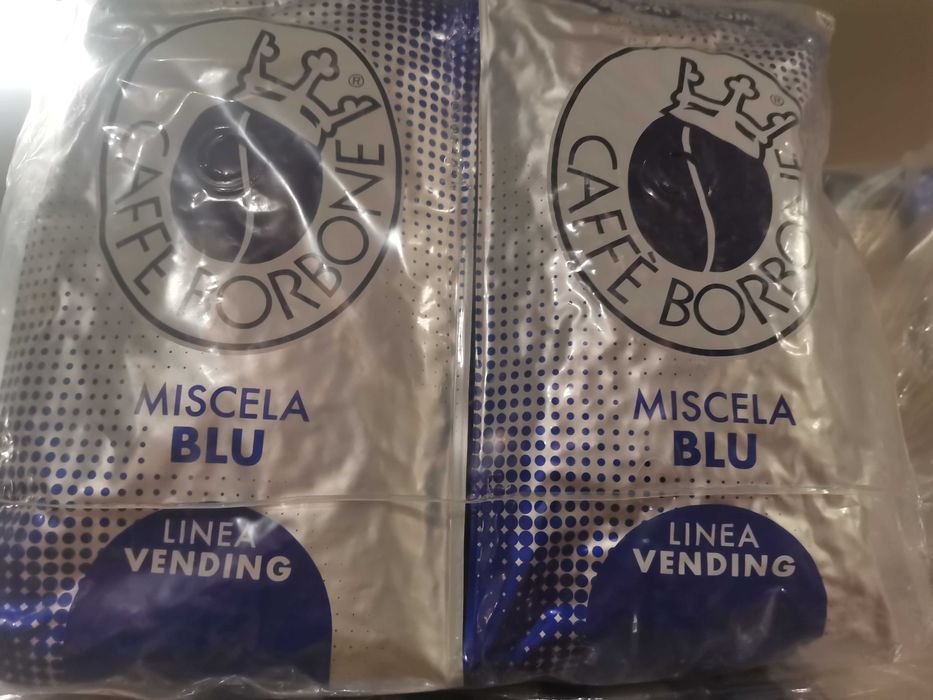 CAFFÈ BORBONE
®
MISCELA
BLU
LINEA
VENDING
CAFFÈ BORBONE
®
MISCELA
BLU
LINEA
VENDING